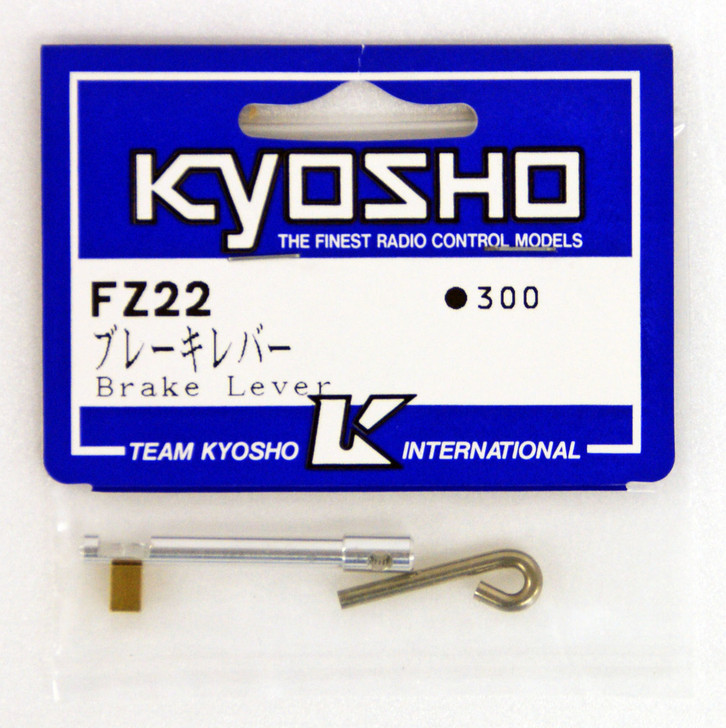 KYOSHO
THE FINEST RADIO CONTROL MODELS
FZ22 ●300
ブレーキレバー
Brake Lever
TEAM KYOSHO K INTERNATIONAL